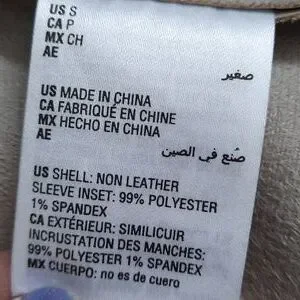 US S
CA P
MX CH
AE
صغير
US MADE IN CHINA
CA FABRIQUÉ EN CHINE
MX HECHO EN CHINA
AE
صُنع في الصين
US SHELL: NON LEATHER
SLEEVE INSET: 99% POLYESTER
1% SPANDEX
CA EXTÉRIEUR: SIMILICUIR
INCRUSTATION DES MANCHES:
99% POLYESTER 1% SPANDEX
MX CUERPO: no es de cuero